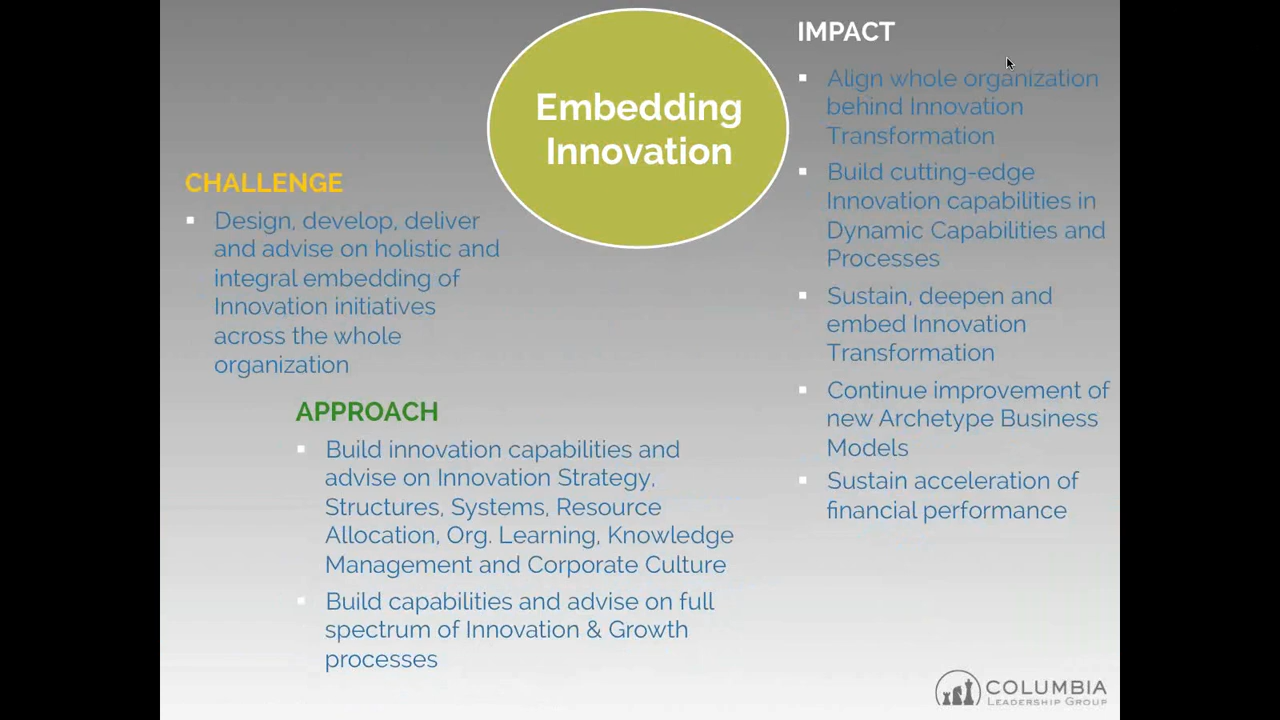 Embedding
Innovation
CHALLENGE
Design, develop, deliver
and advise on holistic and
integral embedding of
Innovation initiatives
across the whole
organization
APPROACH
Build innovation capabilities and
advise on Innovation Strategy,
Structures, Systems, Resource
Allocation, Org. Learning, Knowledge
Management and Corporate Culture
Build capabilities and advise on full
spectrum of Innovation & Growth
processes
IMPACT
Align whole organization
behind Innovation
Transformation
Build cutting-edge
Innovation capabilities in
Dynamic Capabilities and
Processes
Sustain, deepen and
embed Innovation
Transformation
Continue improvement of
new Archetype Business
Models
Sustain acceleration of
financial performance
COLUMBIA
LEADERSHIP GROUP